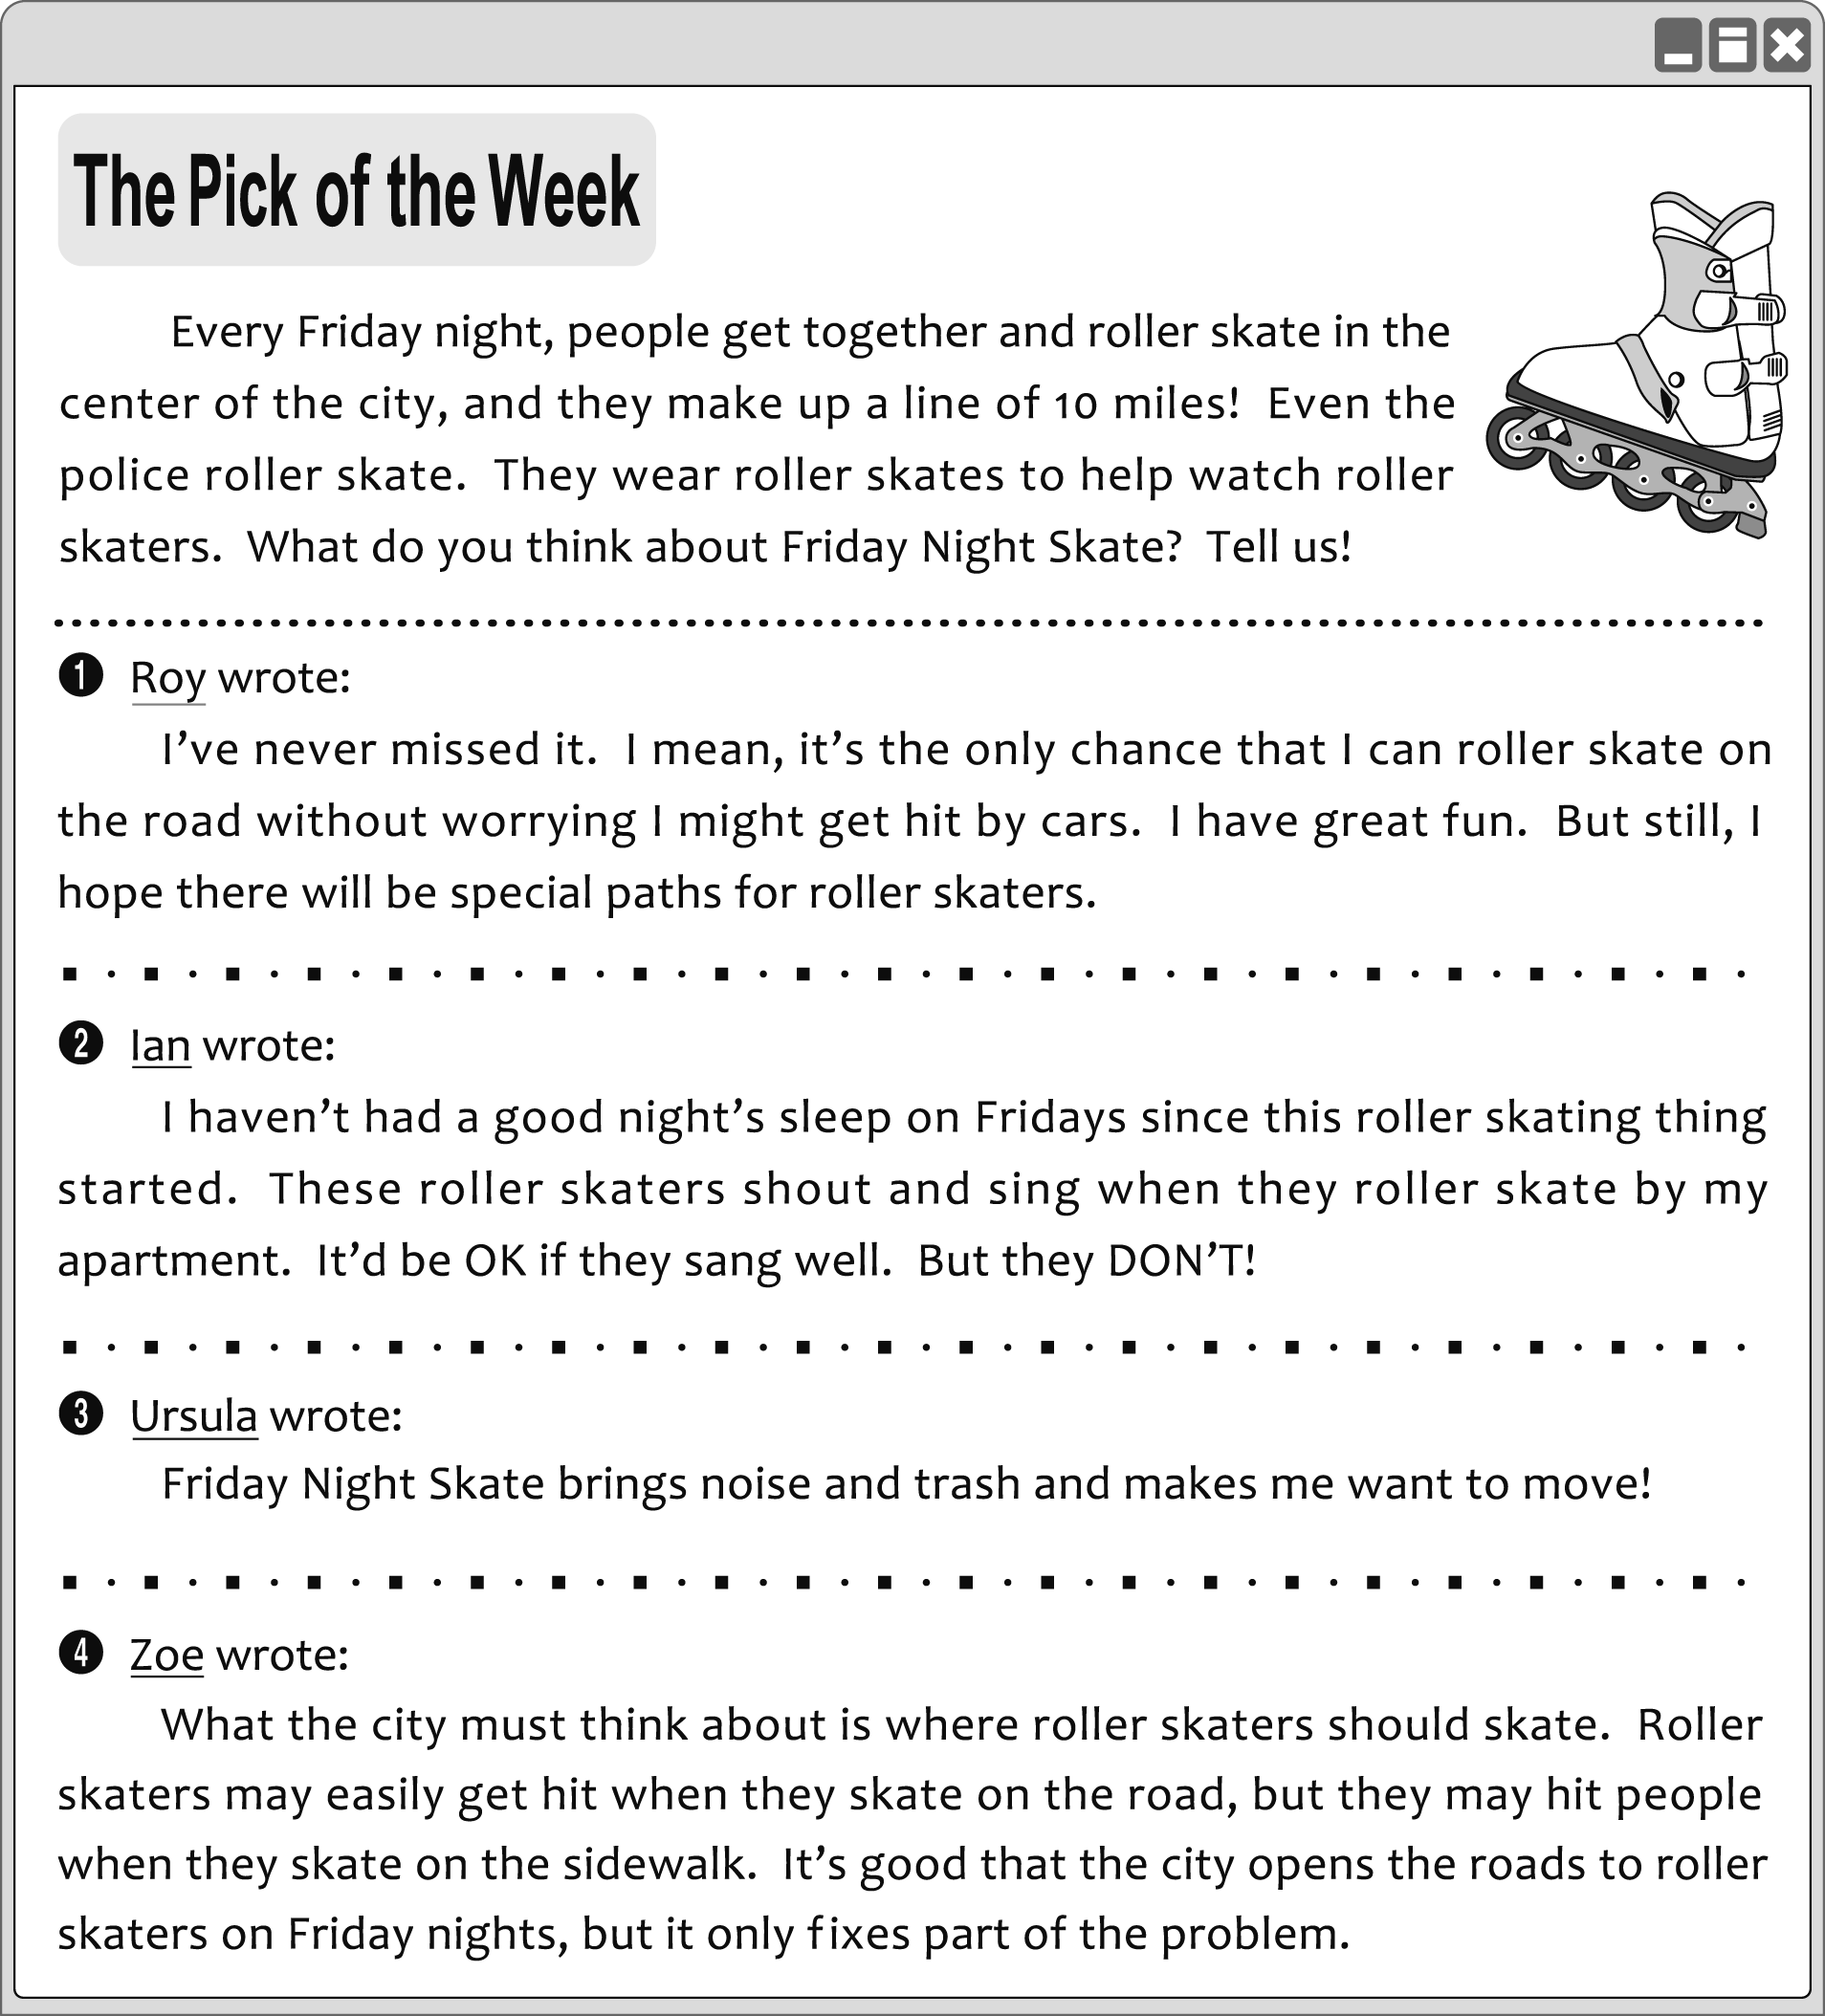 The Pick of the Week
Every Friday night, people get together and roller skate in the
center of the city, and they make up a line of 10 miles! Even the
police roller skate. They wear roller skates to help watch roller
skaters. What do you think about Friday Night Skate? Tell us!
1 Roy wrote:
I’ve never missed it. I mean, it’s the only chance that I can roller skate on
the road without worrying I might get hit by cars. I have great fun. But still, I
hope there will be special paths for roller skaters.
2 Ian wrote:
I haven’t had a good night’s sleep on Fridays since this roller skating thing
started. These roller skaters shout and sing when they roller skate by my
apartment. It’d be OK if they sang well. But they DON’T!
3 Ursula wrote:
Friday Night Skate brings noise and trash and makes me want to move!
4 Zoe wrote:
What the city must think about is where roller skaters should skate. Roller
skaters may easily get hit when they skate on the road, but they may hit people
when they skate on the sidewalk. It’s good that the city opens the roads to roller
skaters on Friday nights, but it only fixes part of the problem.